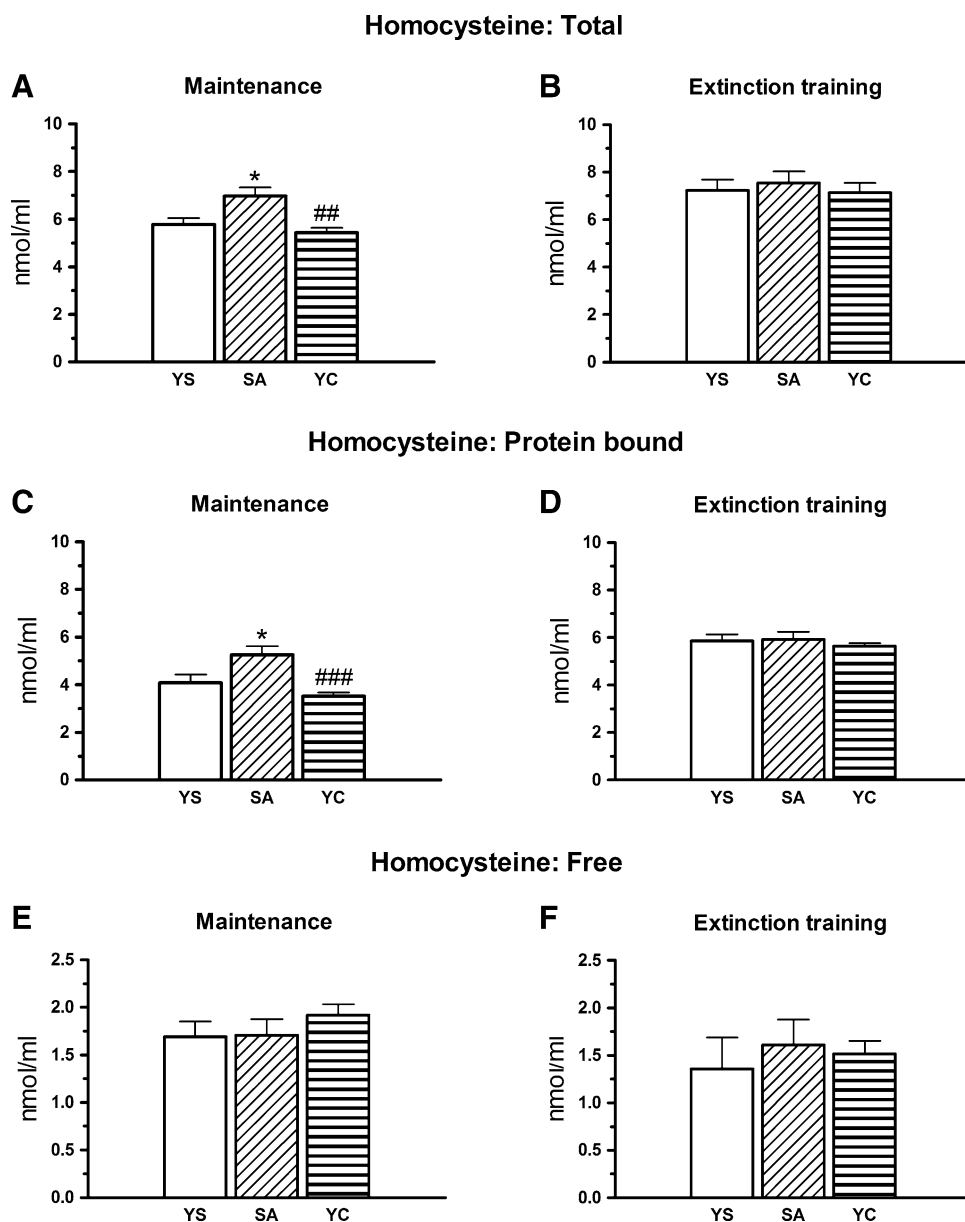 Homocysteine: Total
A Maintenance
10
8
6
4
2
0
nmol/ml
*
##
YS SA YC
B Extinction training
10
8
6
4
2
0
nmol/ml
YS SA YC
Homocysteine: Protein bound
C Maintenance
10
8
6
4
2
0
nmol/ml
*
###
YS SA YC
D Extinction training
10
8
6
4
2
0
nmol/ml
YS SA YC
Homocysteine: Free
E Maintenance
2.5
2.0
1.5
1.0
0.5
0.0
nmol/ml
YS SA YC
F Extinction training
2.5
2.0
1.5
1.0
0.5
0.0
nmol/ml
YS SA YC